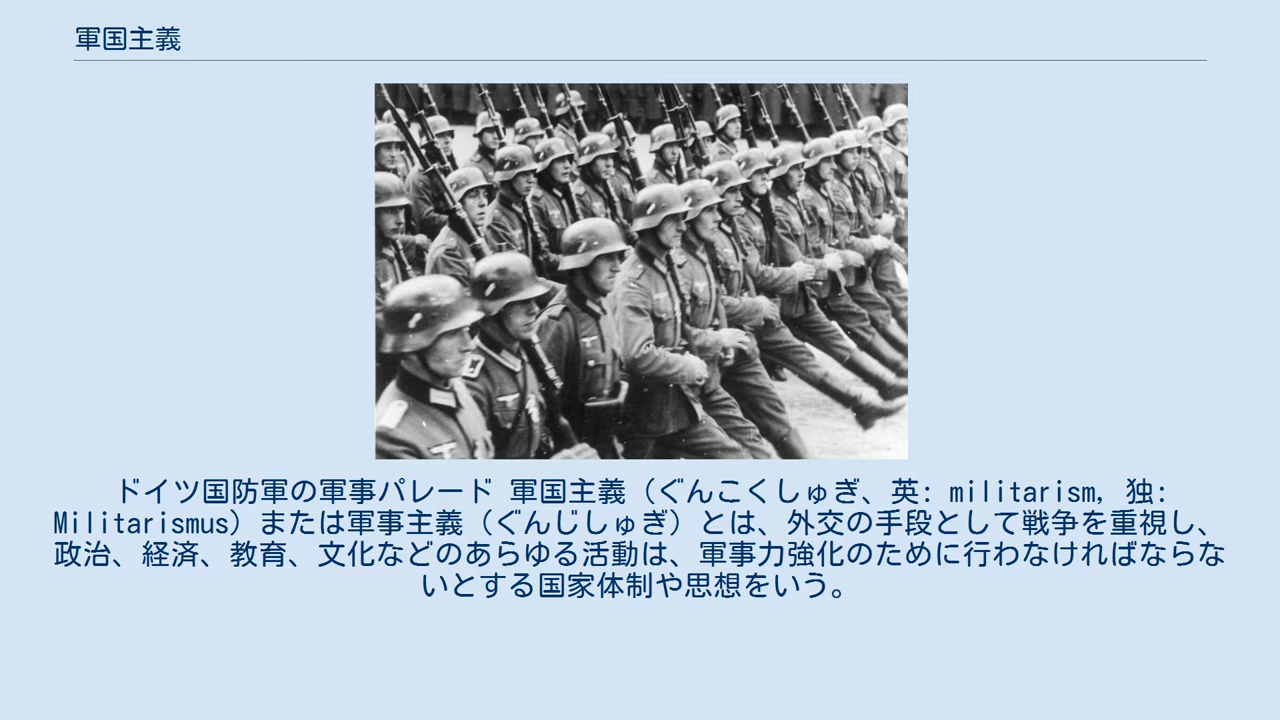 軍国主義
ドイツ国防軍の軍事パレード 軍国主義（ぐんこくしゅぎ、英: militarism, 独:
Militarismus）または軍事主義（ぐんじしゅぎ）とは、外交の手段として戦争を重視し、
政治、経済、教育、文化などのあらゆる活動は、軍事力強化のために行わなければならな
いとする国家体制や思想をいう。